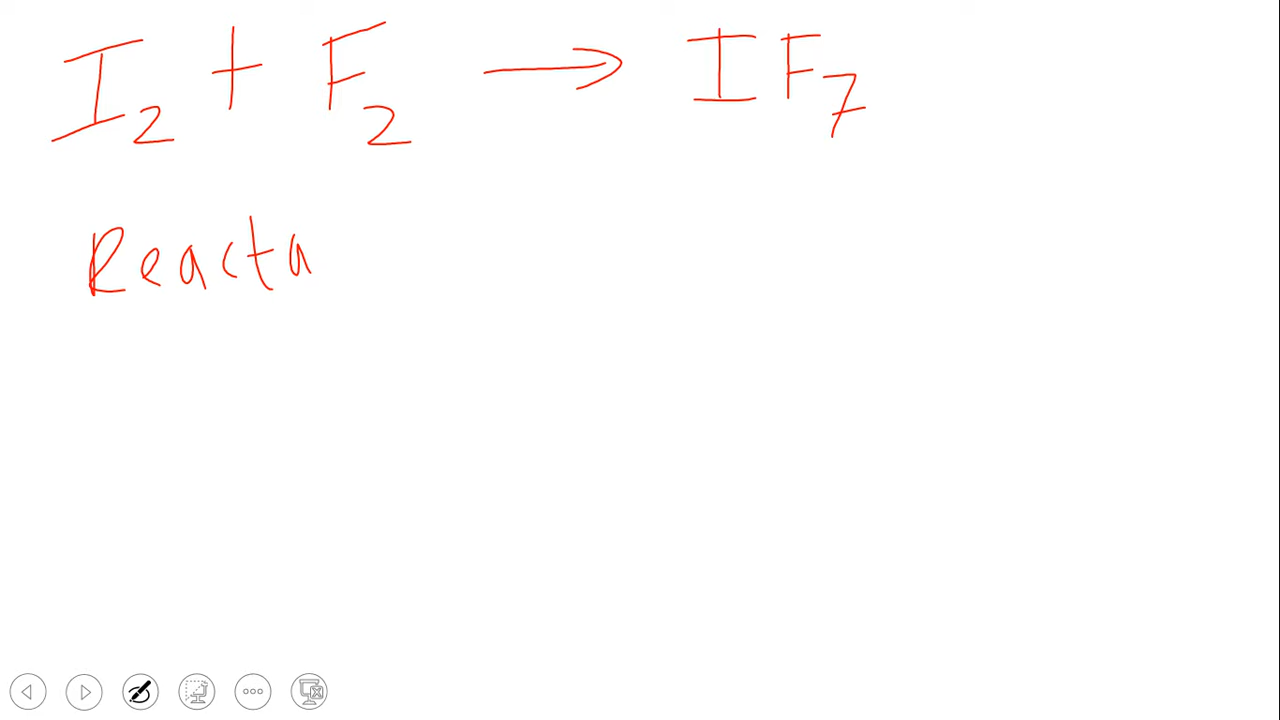 I₂ + F₂ → IF₇
Reacta